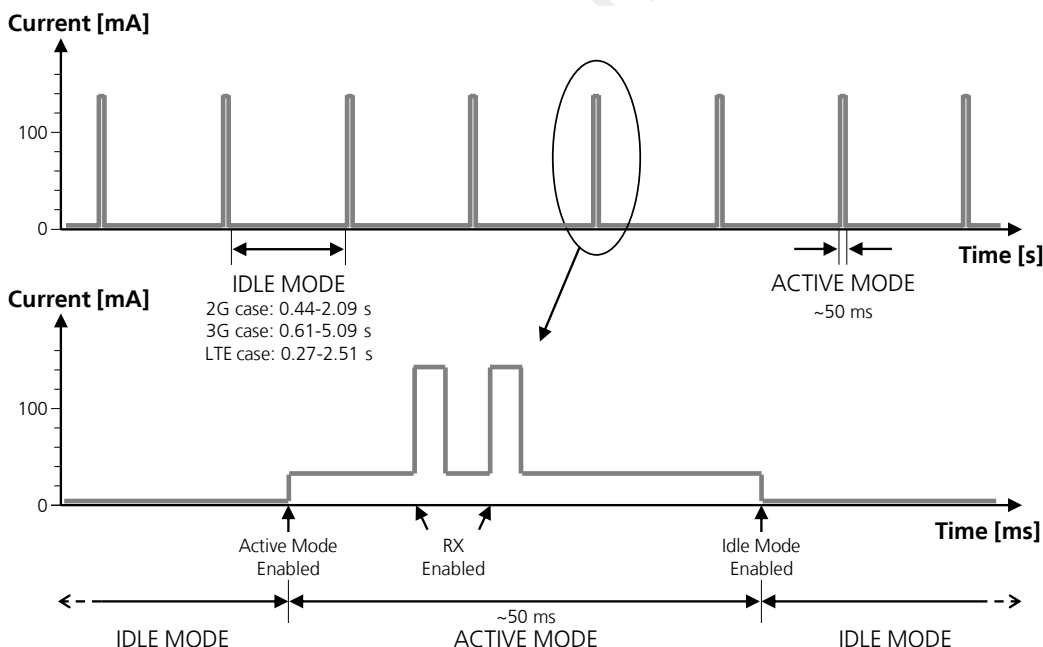 Current [mA]
100
0
Time [s]
IDLE MODE
2G case: 0.44-2.09 s
3G case: 0.61-5.09 s
LTE case: 0.27-2.51 s
ACTIVE MODE
~50 ms
Current [mA]
100
0
Time [ms]
Active Mode
Enabled
RX
Enabled
Idle Mode
Enabled
~50 ms
IDLE MODE
ACTIVE MODE
IDLE MODE